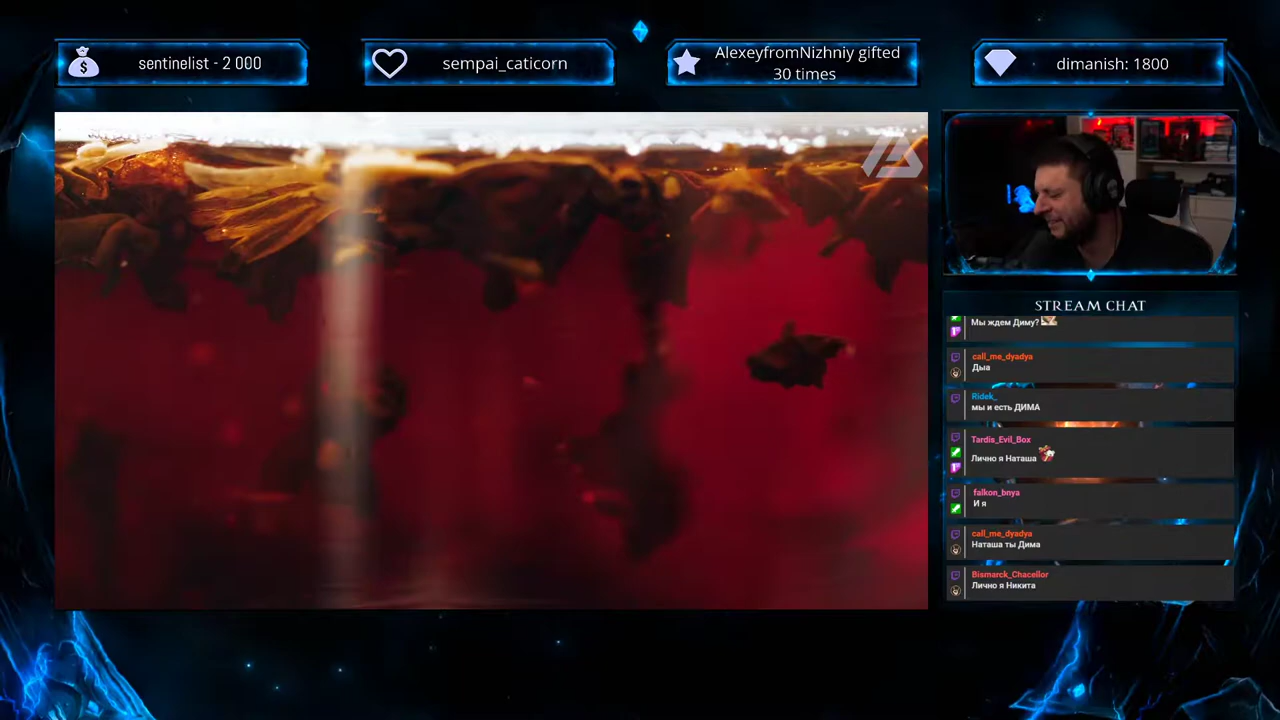 sentinelist - 2 000
sempai_caticorn
AlexeyfromNizhniy gifted
30 times
dimanish: 1800
STREAM CHAT
Мы ждем Диму?
call_me_dyadya
Дыа
Ridek_
мы и есть ДИМА
Tardis_Evil_Box
Лично я Наташа
falkon_bnya
И я
call_me_dyadya
Наташа ты Дима
Bismarck_Chacellor
Лично я Никита